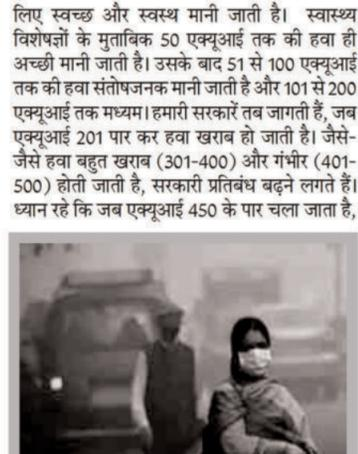 लिए स्वच्छ और स्वस्थ मानी जाती है। स्वास्थ्य
विशेषज्ञों के मुताबिक 50 एक्यूआई तक की हवा ही
अच्छी मानी जाती है। उसके बाद 51 से 100 एक्यूआई
तक की हवा संतोषजनक मानी जाती है और 101 से 200
एक्यूआई तक मध्यम। हमारी सरकारें तब जागती हैं, जब
एक्यूआई 201 पार कर हवा खराब हो जाती है। जैसे-
जैसे हवा बहुत खराब (301-400) और गंभीर (401-
500) होती जाती है, सरकारी प्रतिबंध बढ़ने लगते हैं।
ध्यान रहे कि जब एक्यूआई 450 के पार चला जाता है,